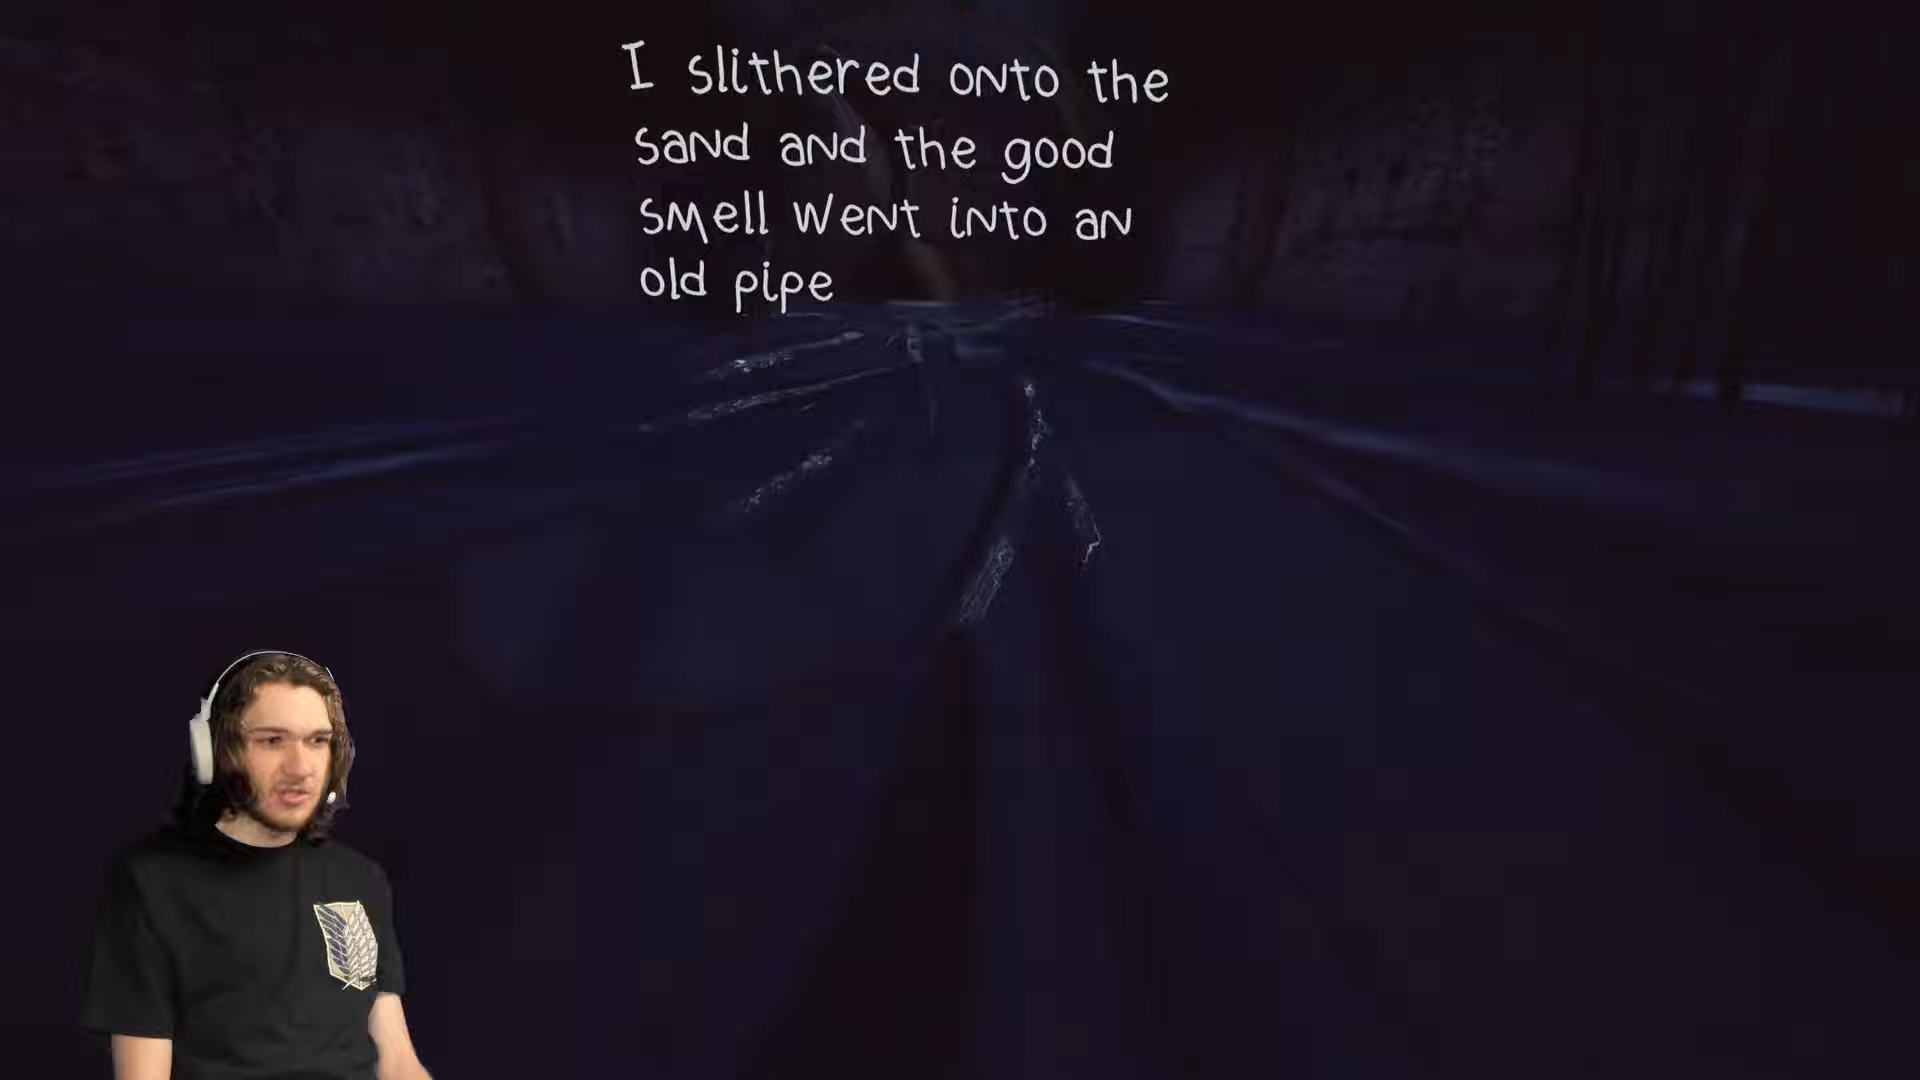 I slithered onto the
sand and the good
smell went into an
old pipe